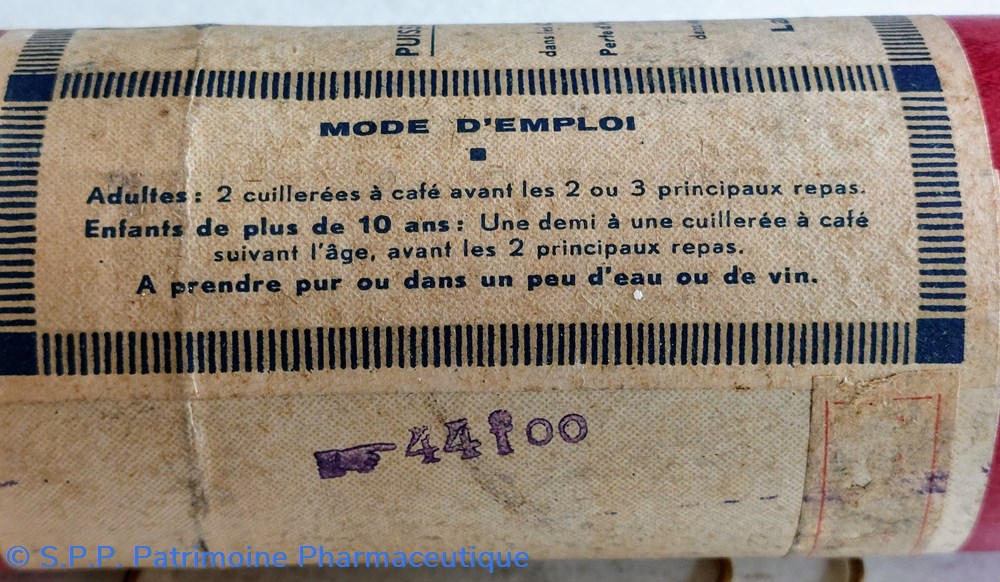 MODE D'EMPLOI
Adultes : 2 cuillerées à café avant les 2 ou 3 principaux repas.
Enfants de plus de 10 ans : Une demi à une cuillerée à café
suivant l'âge, avant les 2 principaux repas.
A prendre pur ou dans un peu d'eau ou de vin.
44f00
© S.P.P. Patrimoine Pharmaceutique